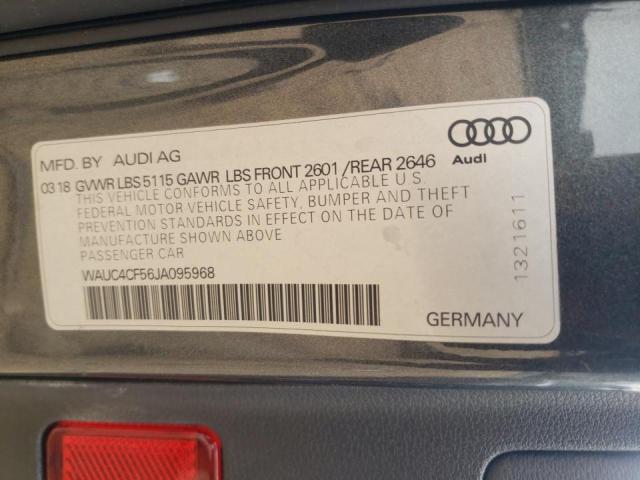 MFD. BY AUDI AG
Audi
03 18 GVWR LBS 5115 GAWR LBS FRONT 2601 /REAR 2646
THIS VEHICLE CONFORMS TO ALL APPLICABLE U.S.
FEDERAL MOTOR VEHICLE SAFETY, BUMPER AND THEFT
PREVENTION STANDARDS IN EFFECT ON THE DATE OF
MANUFACTURE SHOWN ABOVE
PASSENGER CAR
WAUC4CF56JA095968
GERMANY
1321611